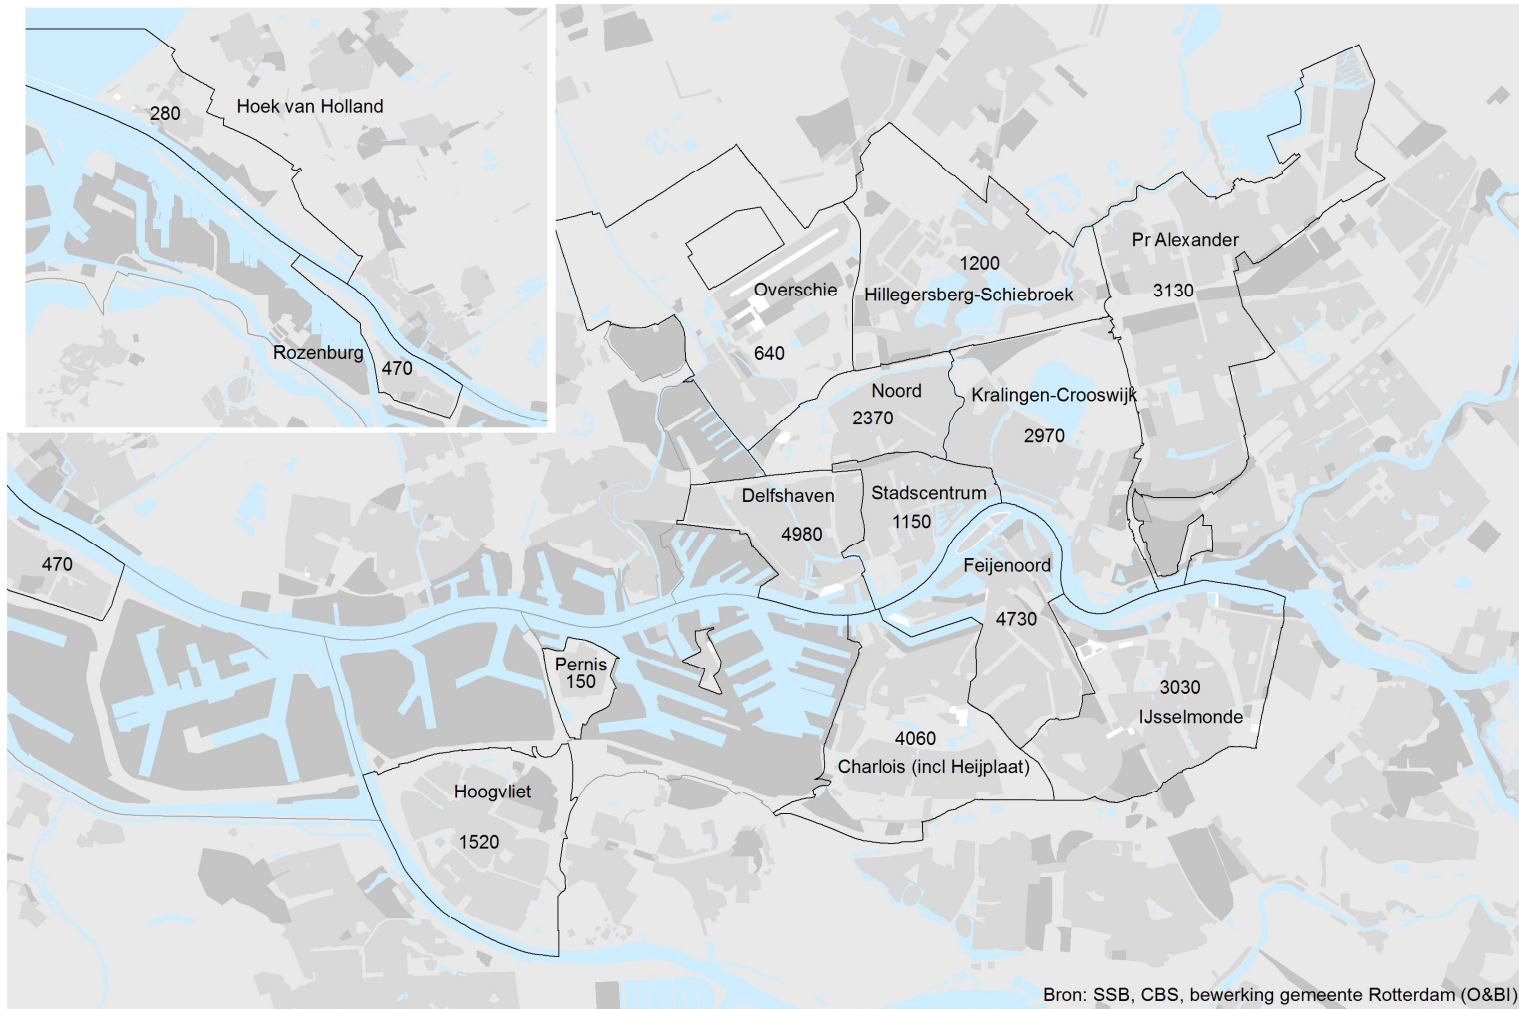 280
Hoek van Holland
Rozenburg
470
Pr Alexander
3130
1200
Hillegersberg-Schiebroek
Overschie
640
Noord
2370
Kralingen-Crooswijk
2970
Delfshaven
4980
Stadscentrum
1150
470
Feijenoord
4730
Pernis
150
3030
IJsselmonde
4060
Charlois (incl Heijplaat)
Hoogvliet
1520
Bron: SSB, CBS, bewerking gemeente Rotterdam (O&BI)